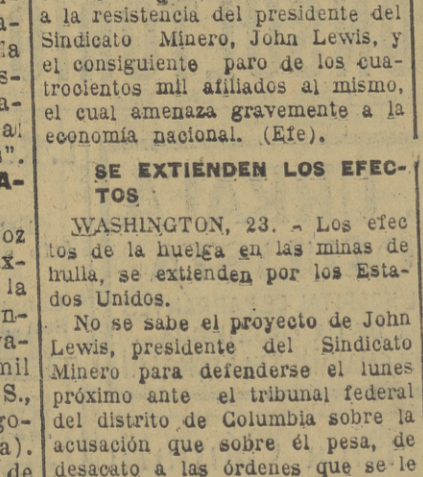 a la resistencia del presidente del
Sindicato Minero, John Lewis, y
el consiguiente paro de los cua-
trocientos mil afiliados al mismo,
el cual amenaza gravemente a la
economía nacional. (Efe).
SE EXTIENDEN LOS EFEC-
TOS
WASHINGTON, 23. - Los efec
tos de la huelga en las minas de
hulla, se extienden por los Esta-
dos Unidos.
No se sabe el proyecto de John
Lewis, presidente del Sindicato
Minero para defenderse el lunes
próximo ante el tribunal federal
del distrito de Columbia sobre la
acusación que sobre él pesa, de
desacato a las órdenes que se le